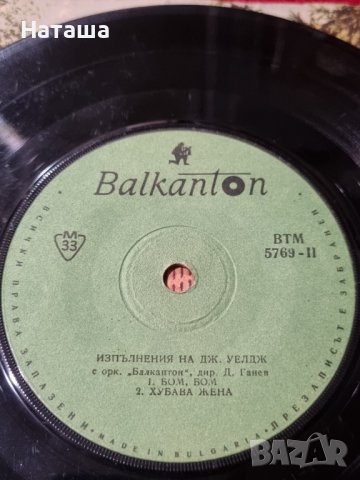 Наташа
Balkanton
М
33
ВТМ
5769-II
ИЗПЪЛНЕНИЯ НА ДЖ. УЕЛДЖ
с орк. „Балкантон“, дир. Д. Ганев
1. БОМ, БОМ
2. ХУБАВА ЖЕНА
ВСИЧКИ ПРАВА ЗАПАЗЕНИ • MADE IN BULGARIA • ПРЕЗАПИСЪТ ЗАБРАНЕН
bazar